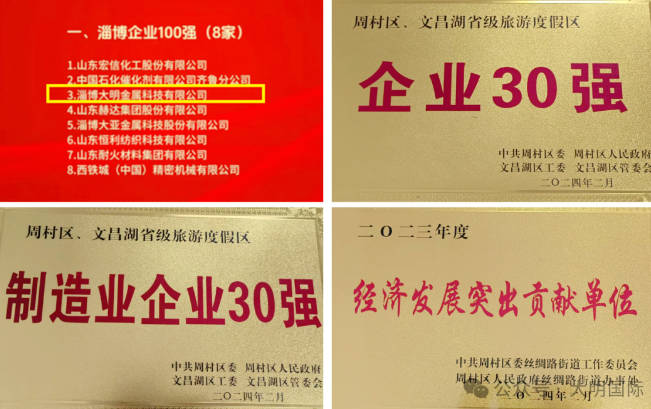 一、淄博企业100强（8家）
1.山东宏信化工股份有限公司
2.中国石化催化剂有限公司齐鲁分公司
3.淄博大明金属科技有限公司
4.山东赫达集团股份有限公司
5.淄博大亚金属科技股份有限公司
6.山东恒利纺织科技有限公司
7.山东耐火材料集团有限公司
8.西铁城（中国）精密机械有限公司
周村区、文昌湖省级旅游度假区
企业30强
中共周村区委 周村区人民政府
文昌湖区工委 文昌湖区管委会
二〇二四年二月
周村区、文昌湖省级旅游度假区
制造业企业30强
中共周村区委 周村区人民政府
文昌湖区工委 文昌湖区管委会
二〇二四年二月
二〇二三年度
经济发展突出贡献单位
中共周村区委丝绸路街道工作委员会
周村区人民政府丝绸路街道办事处
二〇二四年二月
公众号·大明国际